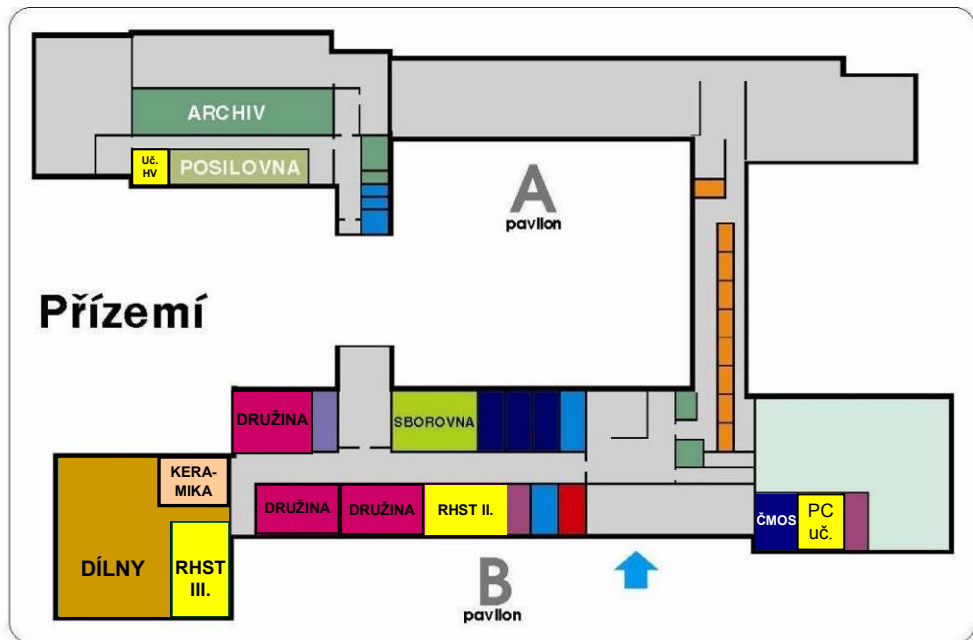 ARCHIV
Uč.
HV
POSILOVNA
A
pavilon
Přízemí
DRUŽINA
SBOROVNA
KERA-
MIKA
DRUŽINA
DRUŽINA
RHST II.
ČMOS
PC
uč.
DÍLNY
RHST
III.
B
pavilon